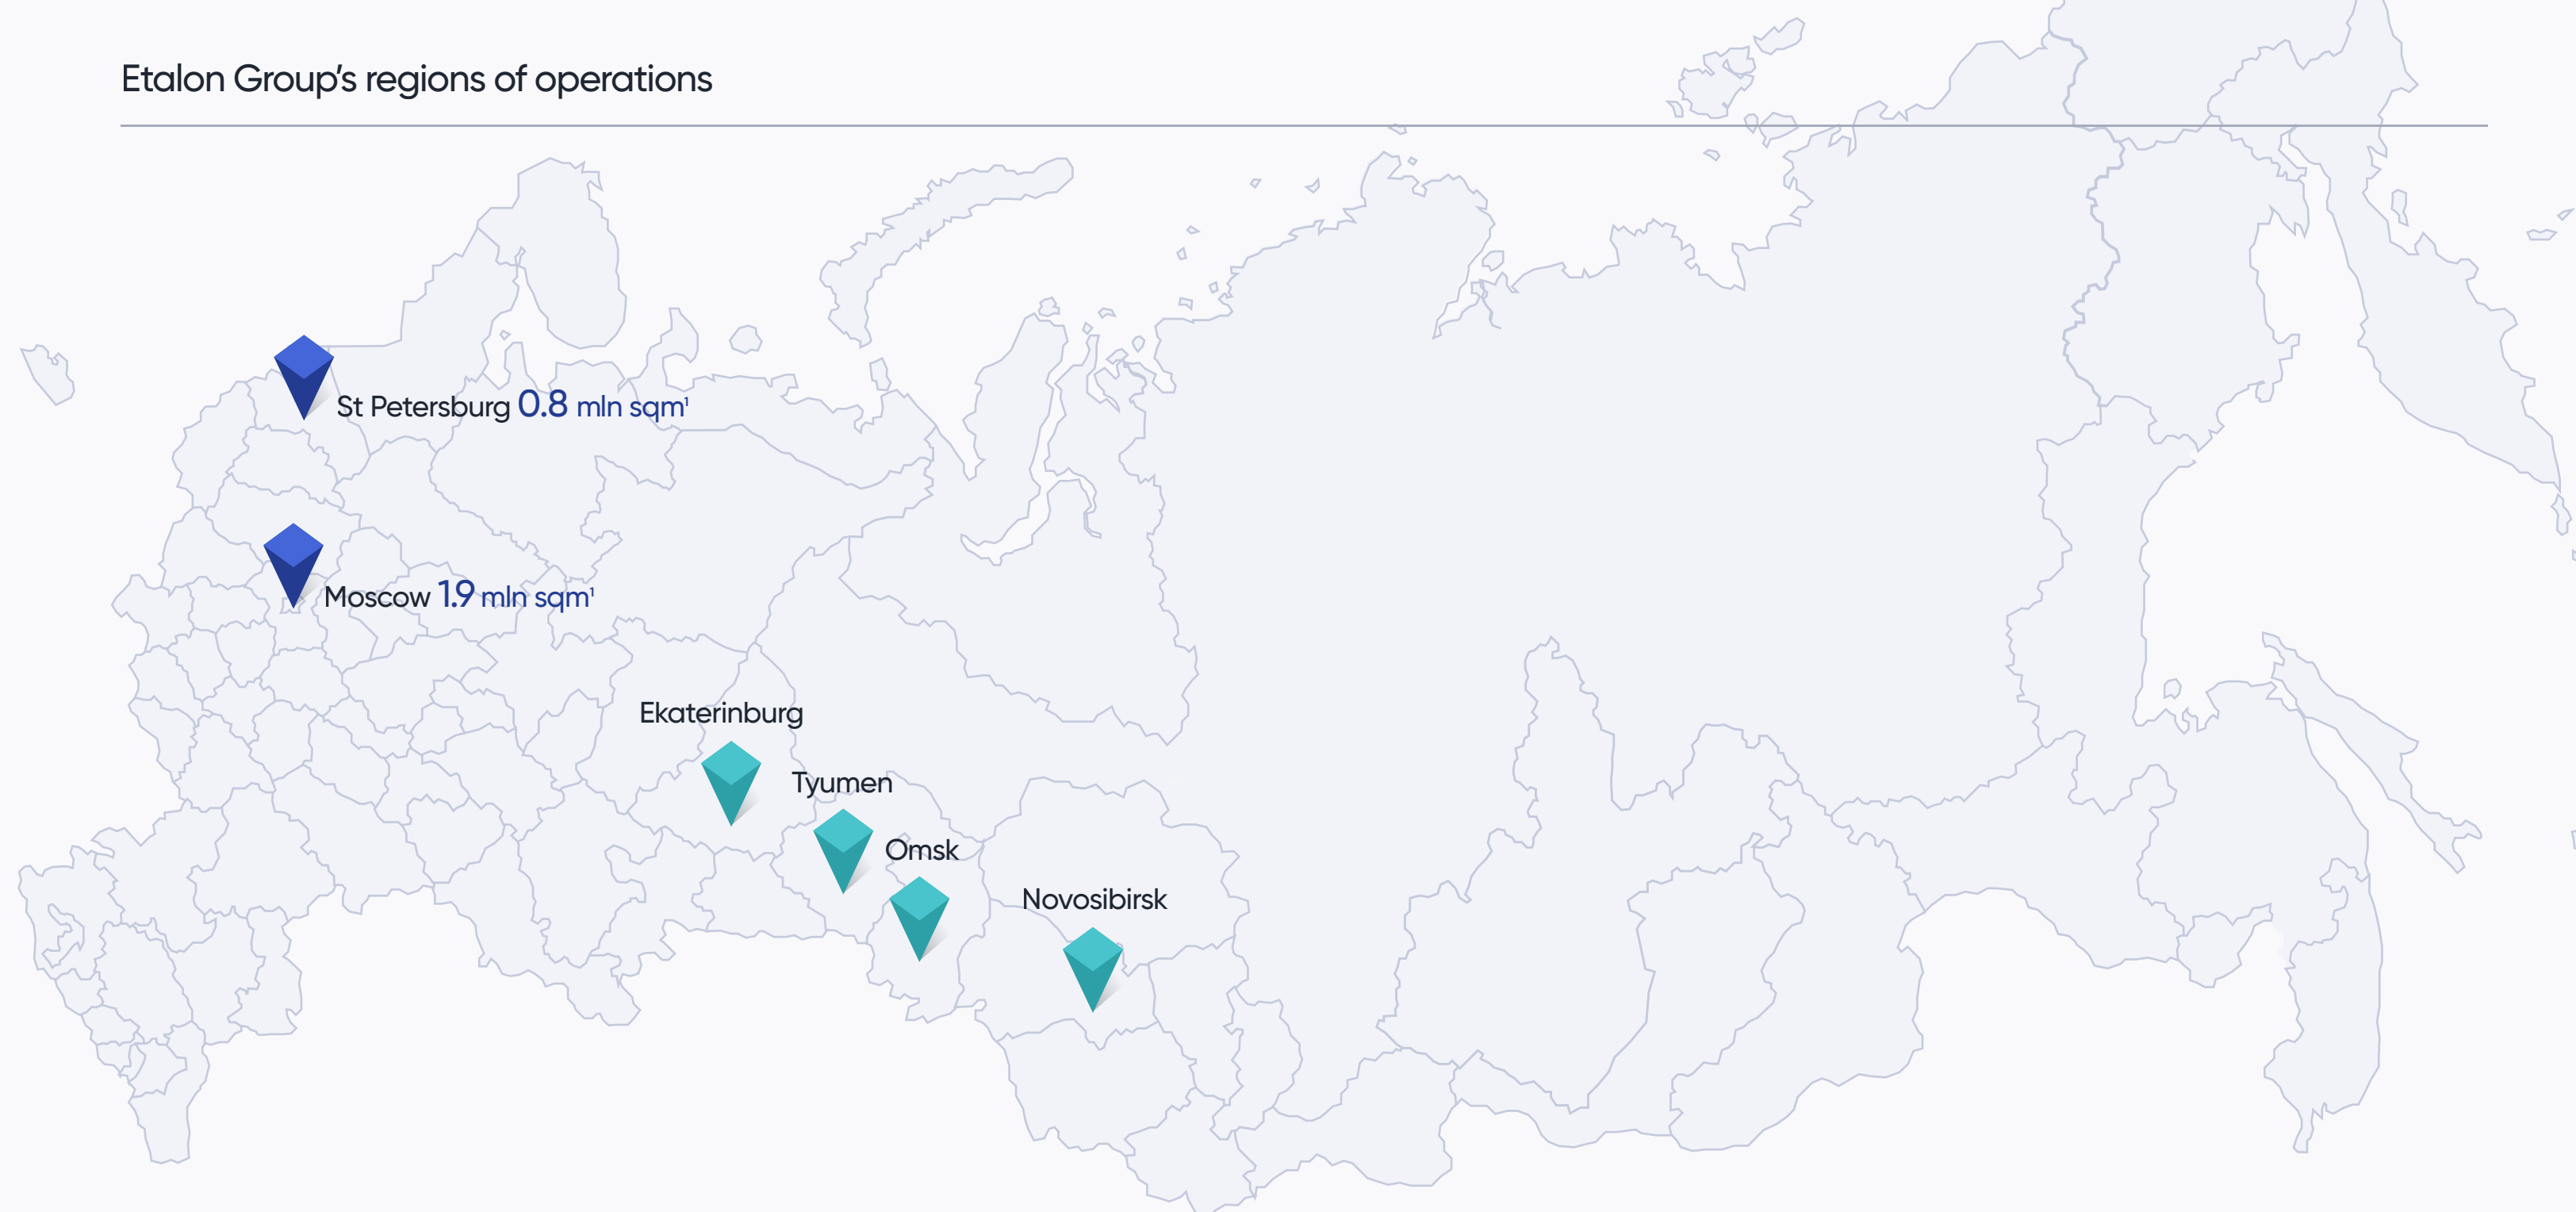 Etalon Group's regions of operations
St Petersburg 0.8 mln sqm¹
Moscow 1.9 mln sqm¹
Ekaterinburg
Tyumen
Omsk
Novosibirsk